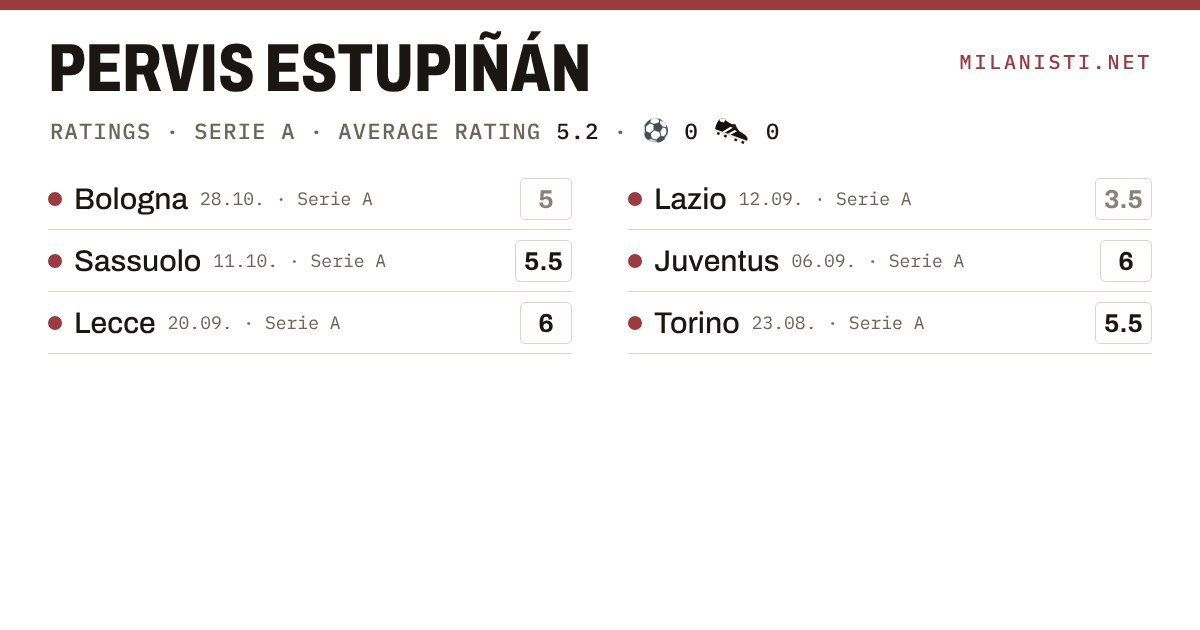 PERVIS ESTUPIÑÁN
MILANISTI.NET
RATINGS · SERIE A · AVERAGE RATING 5.2 · ⚽ 0 0
Bologna 28.10. · Serie A 5
Sassuolo 11.10. · Serie A 5.5
Lecce 20.09. · Serie A 6
Lazio 12.09. · Serie A 3.5
Juventus 06.09. · Serie A 6
Torino 23.08. · Serie A 5.5